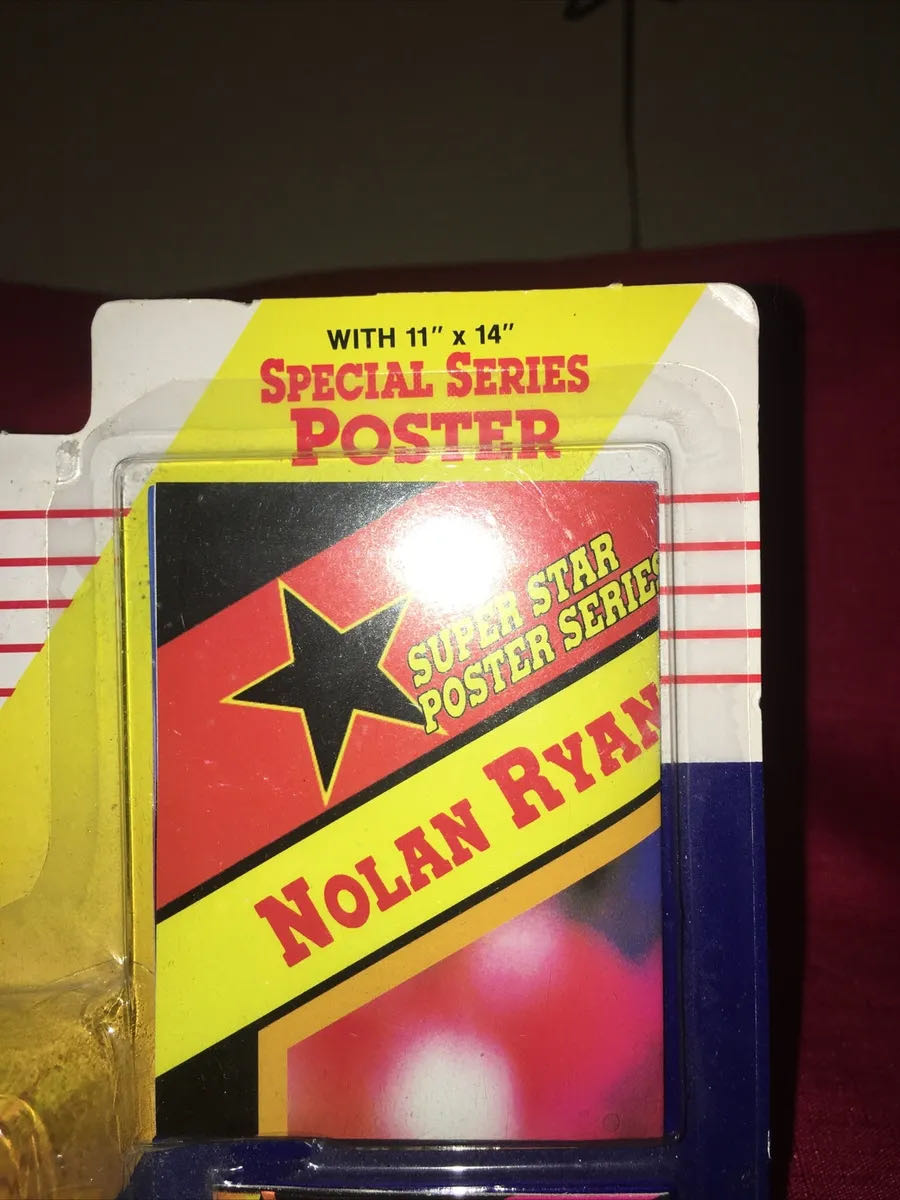 WITH 11" x 14"
SPECIAL SERIES
POSTER
SUPER STAR
POSTER SERIES
NOLAN RYAN